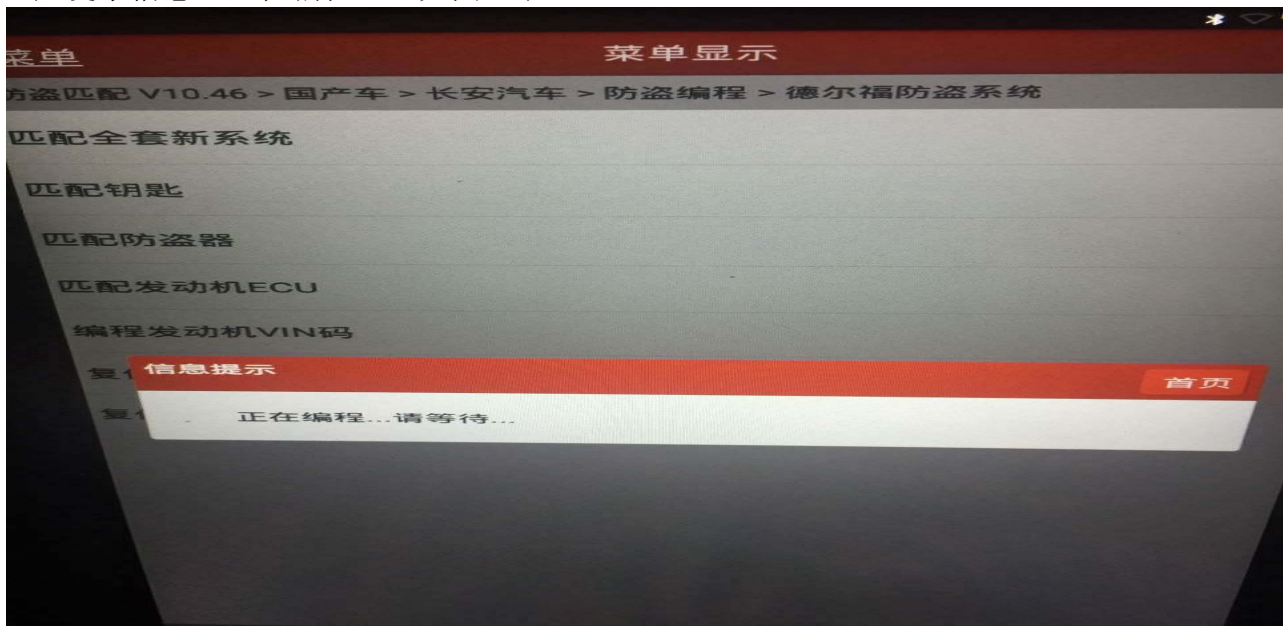 菜单
菜单显示
防盗匹配 V10.46 > 国产车 > 长安汽车 > 防盗编程 > 德尔福防盗系统
匹配全套新系统
匹配钥匙
匹配防盗器
匹配发动机ECU
编程发动机VIN码
信息提示
首页
正在编程...请等待...